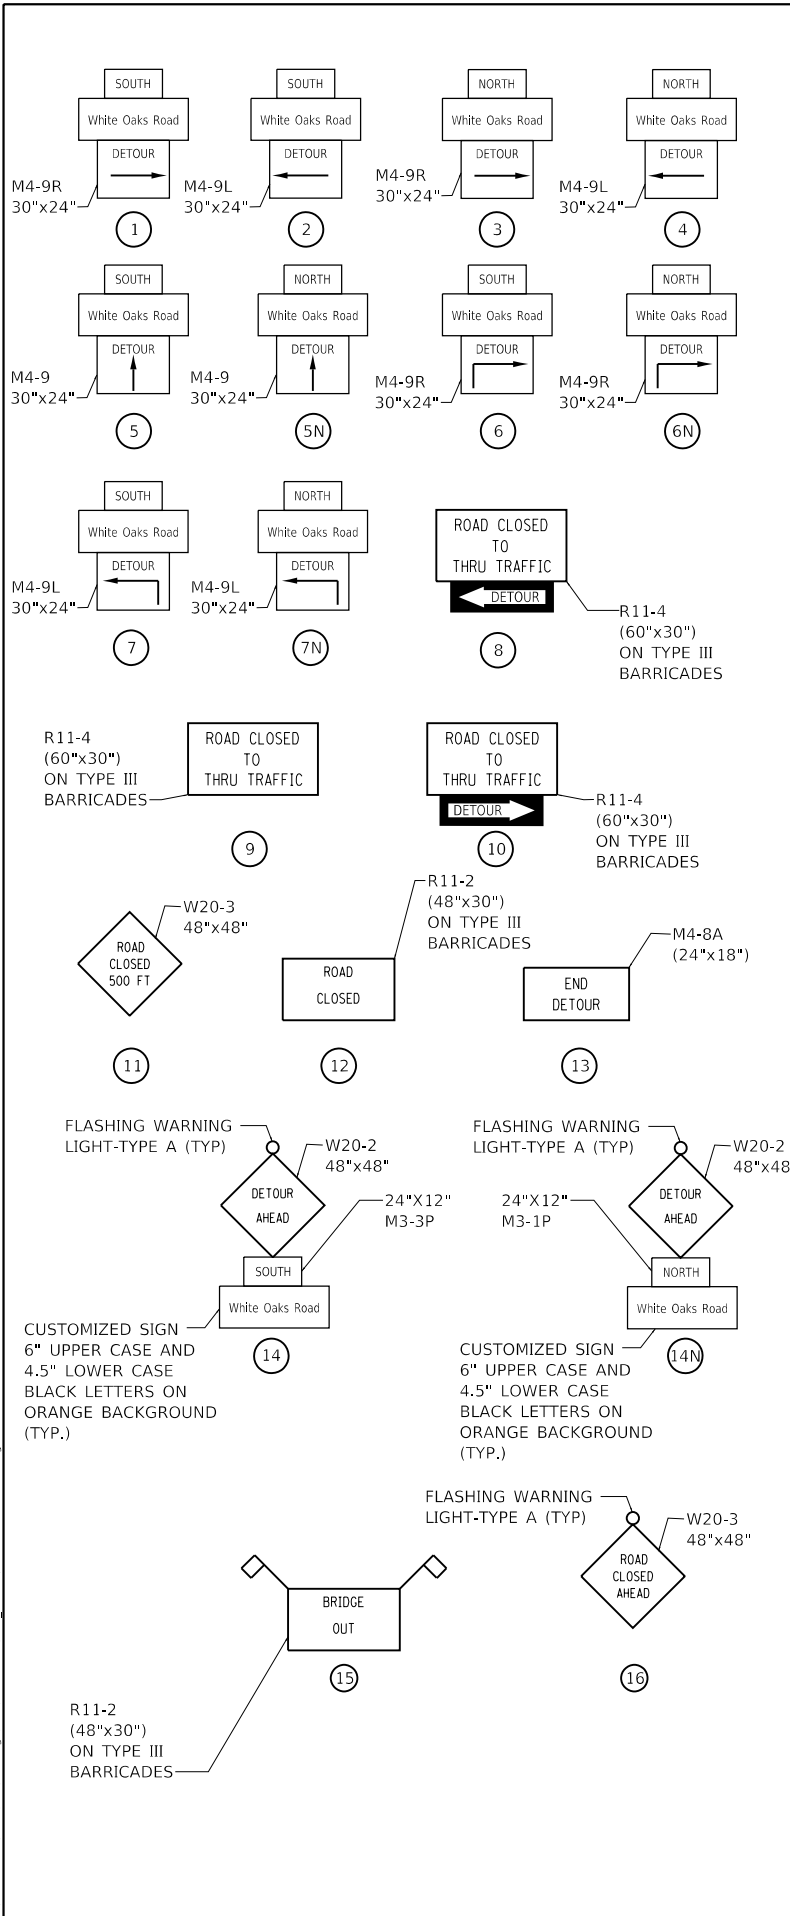 SOUTH
White Oaks Road
DETOUR
M4-9R
30"x24"
1
SOUTH
White Oaks Road
DETOUR
M4-9L
30"x24"
2
NORTH
White Oaks Road
DETOUR
M4-9R
30"x24"
3
NORTH
White Oaks Road
DETOUR
M4-9L
30"x24"
4
SOUTH
White Oaks Road
DETOUR
M4-9
30"x24"
5
NORTH
White Oaks Road
DETOUR
M4-9
30"x24"
5N
SOUTH
White Oaks Road
DETOUR
M4-9R
30"x24"
6
NORTH
White Oaks Road
DETOUR
M4-9R
30"x24"
6N
SOUTH
White Oaks Road
DETOUR
M4-9L
30"x24"
7
NORTH
White Oaks Road
DETOUR
M4-9L
30"x24"
7N
ROAD CLOSED
TO
THRU TRAFFIC
DETOUR
R11-4
(60"x30")
ON TYPE III
BARRICADES
8
R11-4
(60"x30")
ON TYPE III
BARRICADES
ROAD CLOSED
TO
THRU TRAFFIC
9
ROAD CLOSED
TO
THRU TRAFFIC
DETOUR
R11-4
(60"x30")
ON TYPE III
BARRICADES
10
W20-3
48"x48"
ROAD
CLOSED
500 FT
11
R11-2
(48"x30")
ON TYPE III
BARRICADES
ROAD
CLOSED
12
M4-8A
(24"x18")
END
DETOUR
13
FLASHING WARNING
LIGHT-TYPE A (TYP)
W20-2
48"x48"
DETOUR
AHEAD
24"X12"
M3-3P
SOUTH
White Oaks Road
CUSTOMIZED SIGN
6" UPPER CASE AND
4.5" LOWER CASE
BLACK LETTERS ON
ORANGE BACKGROUND
(TYP.)
14
FLASHING WARNING
LIGHT-TYPE A (TYP)
W20-2
48"x48
DETOUR
AHEAD
24"X12"
M3-1P
NORTH
White Oaks Road
CUSTOMIZED SIGN
6" UPPER CASE AND
4.5" LOWER CASE
BLACK LETTERS ON
ORANGE BACKGROUND
(TYP.)
14N
BRIDGE
OUT
15
R11-2
(48"x30")
ON TYPE III
BARRICADES
FLASHING WARNING
LIGHT-TYPE A (TYP)
W20-3
48"x48"
ROAD
CLOSED
AHEAD
16